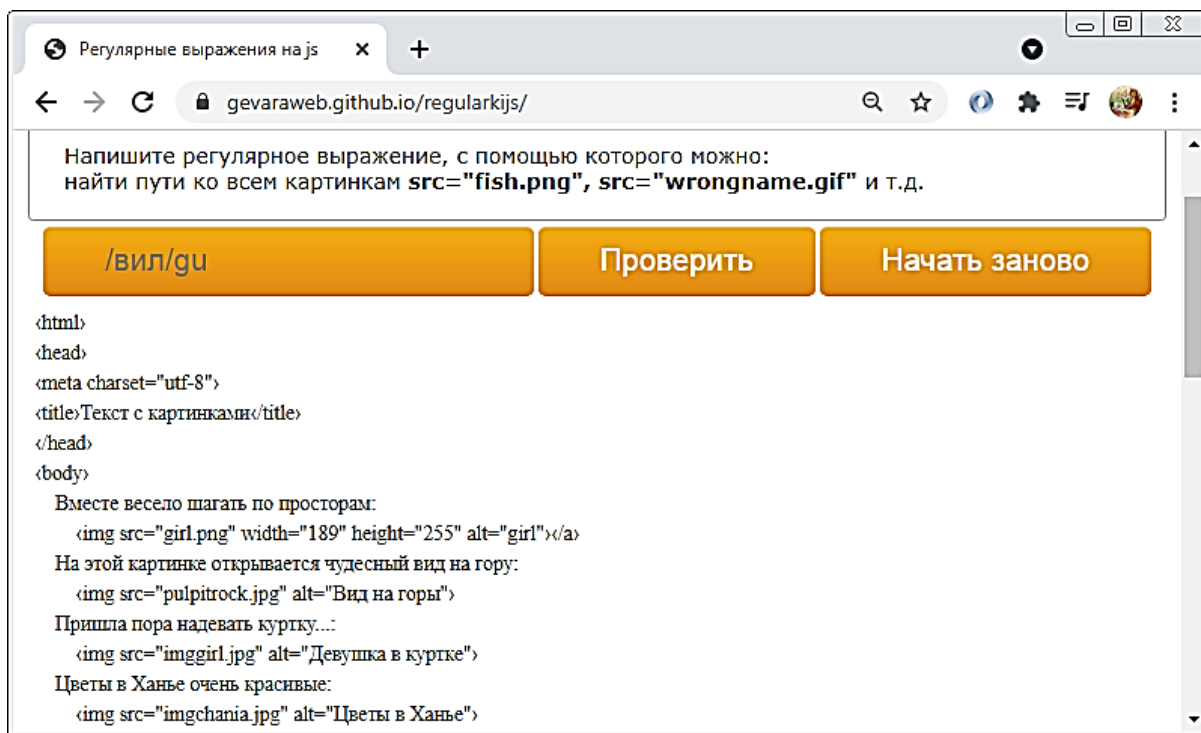 Регулярные выражения на js
gevaraweb.github.io/regularkijs/
Напишите регулярное выражение, с помощью которого можно:
найти пути ко всем картинкам src="fish.png", src="wrongname.gif" и т.д.
/вил/gu Проверить Начать заново
‹html›
‹head›
‹meta charset="utf-8"›
‹title›Текст с картинками‹/title›
‹/head›
‹body›
Вместе весело шагать по просторам:
‹img src="girl.png" width="189" height="255" alt="girl"›‹/a›
На этой картинке открывается чудесный вид на гору:
‹img src="pulpitrock.jpg" alt="Вид на горы"›
Пришла пора надевать куртку...:
‹img src="imggirl.jpg" alt="Девушка в куртке"›
Цветы в Ханье очень красивые:
‹img src="imgchania.jpg" alt="Цветы в Ханье"›